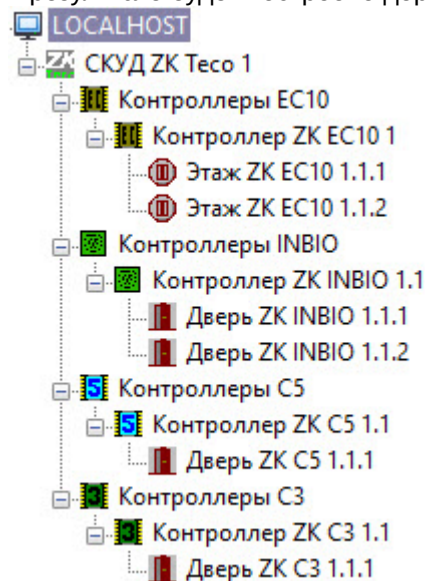 LOCALHOST
СКУД ZK Teco 1
Контроллеры EC10
Контроллер ZK EC10 1
Этаж ZK EC10 1.1.1
Этаж ZK EC10 1.1.2
Контроллеры INBIO
Контроллер ZK INBIO 1.1
Дверь ZK INBIO 1.1.1
Дверь ZK INBIO 1.1.2
Контроллеры C5
Контроллер ZK C5 1.1
Дверь ZK C5 1.1.1
Контроллеры C3
Контроллер ZK C3 1.1
Дверь ZK C3 1.1.1